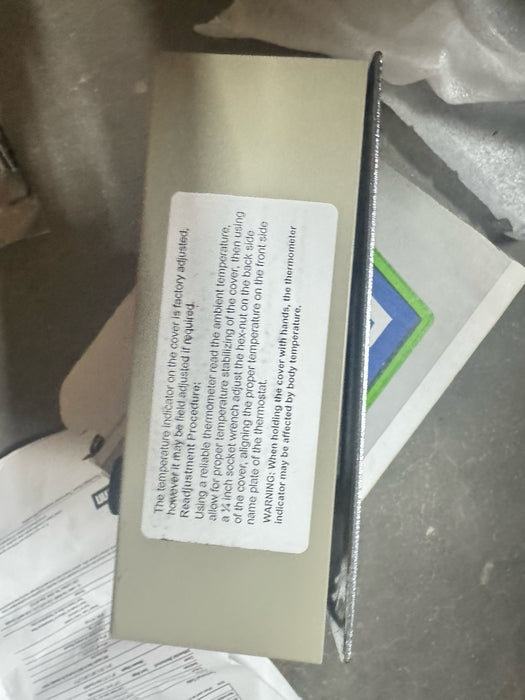 The temperature indicator on the cover is factory adjusted,
however it may be field adjusted if required.
Readjustment Procedure:
Using a reliable thermometer read the ambient temperature,
allow for proper temperature stabilizing of the cover, then using
a ¼ inch socket wrench adjust the hex-nut on the back side
of the cover, aligning the proper temperature on the front side
name plate of the thermostat.
WARNING: When holding the cover with hands, the thermometer
indicator may be affected by body temperature.